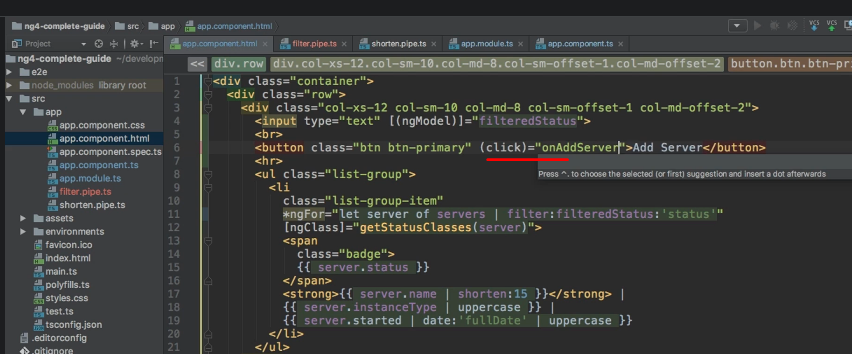 ng4-complete-guide src app app.component.html
Project
app.component.html filter.pipe.ts shorten.pipe.ts app.module.ts app.component.ts
ng4-complete-guide ~/developm
e2e
node_modules library root
src
app
app.component.css
app.component.html
app.component.spec.ts
app.component.ts
app.module.ts
filter.pipe.ts
shorten.pipe.ts
assets
environments
favicon.ico
index.html
main.ts
polyfills.ts
styles.css
test.ts
tsconfig.json
.editorconfig
.gitignore
VCS VCS
<< div.row div.col-xs-12.col-sm-10.col-md-8.col-sm-offset-1.col-md-offset-2 button.btn.btn-pr
1 <div class="container">
2 <div class="row">
3 <div class="col-xs-12 col-sm-10 col-md-8 col-sm-offset-1 col-md-offset-2">
4 <input type="text" [(ngModel)]="filteredStatus">
5 <br>
6 <button class="btn btn-primary" (click)="onAddServer">Add Server</button>
7 <hr>
Press ^. to choose the selected (or first) suggestion and insert a dot afterwards
8 <ul class="list-group">
9 <li
10 class="list-group-item"
11 *ngFor="let server of servers | filter:filteredStatus:'status'"
12 [ngClass]="getStatusClasses(server)">
13 <span
14 class="badge">
15 {{ server.status }}
16 </span>
17 <strong>{{ server.name | shorten:15 }}</strong> |
18 {{ server.instanceType | uppercase }} |
19 {{ server.started | date:'fullDate' | uppercase }}
20 </li>
21 </ul>